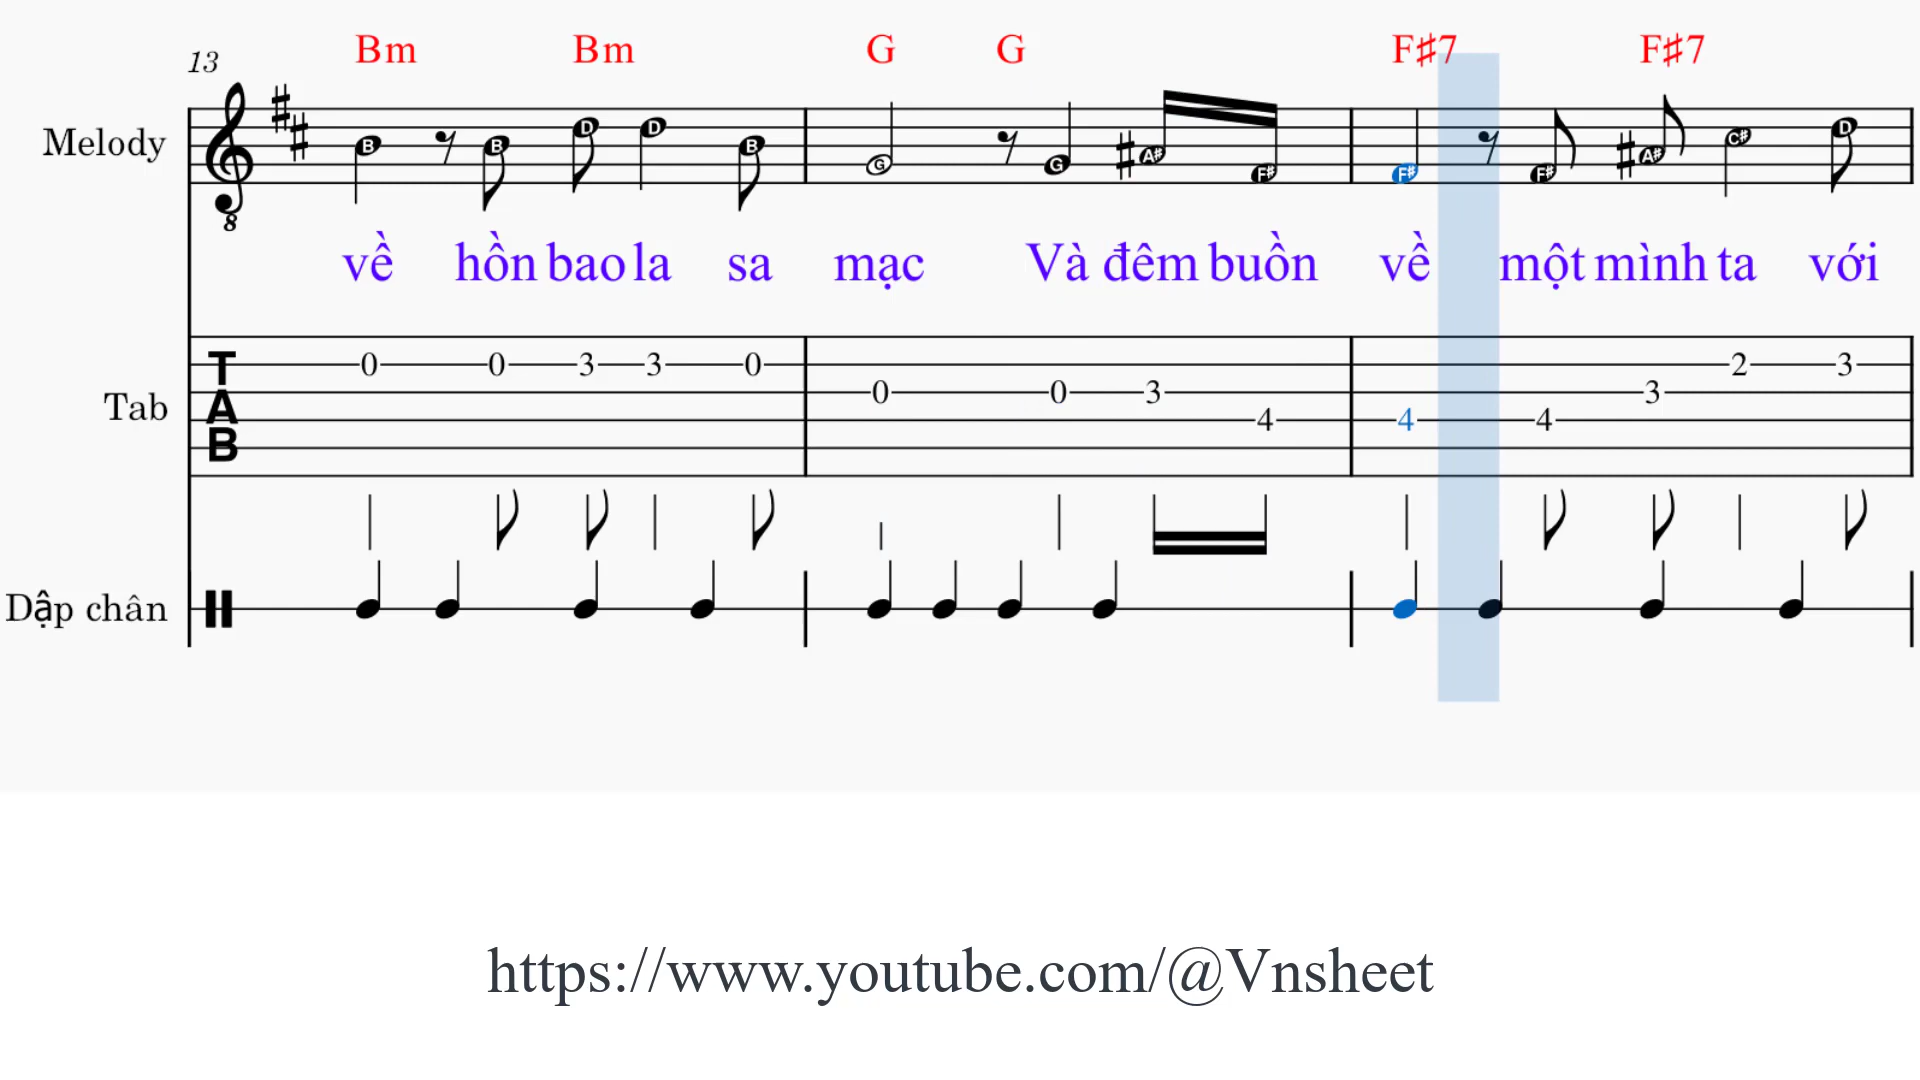 13 Bm Bm G G F♯7 F♯7
Melody 8 B B D D B G G A# F# F# F# A# C# D
về hồn bao la sa mạc Và đêm buồn về một mình ta với
Tab TAB 0 0 3 3 0 0 0 3 4 4 4 3 2 3
Dập chân
https://www.youtube.com/@Vnsheet